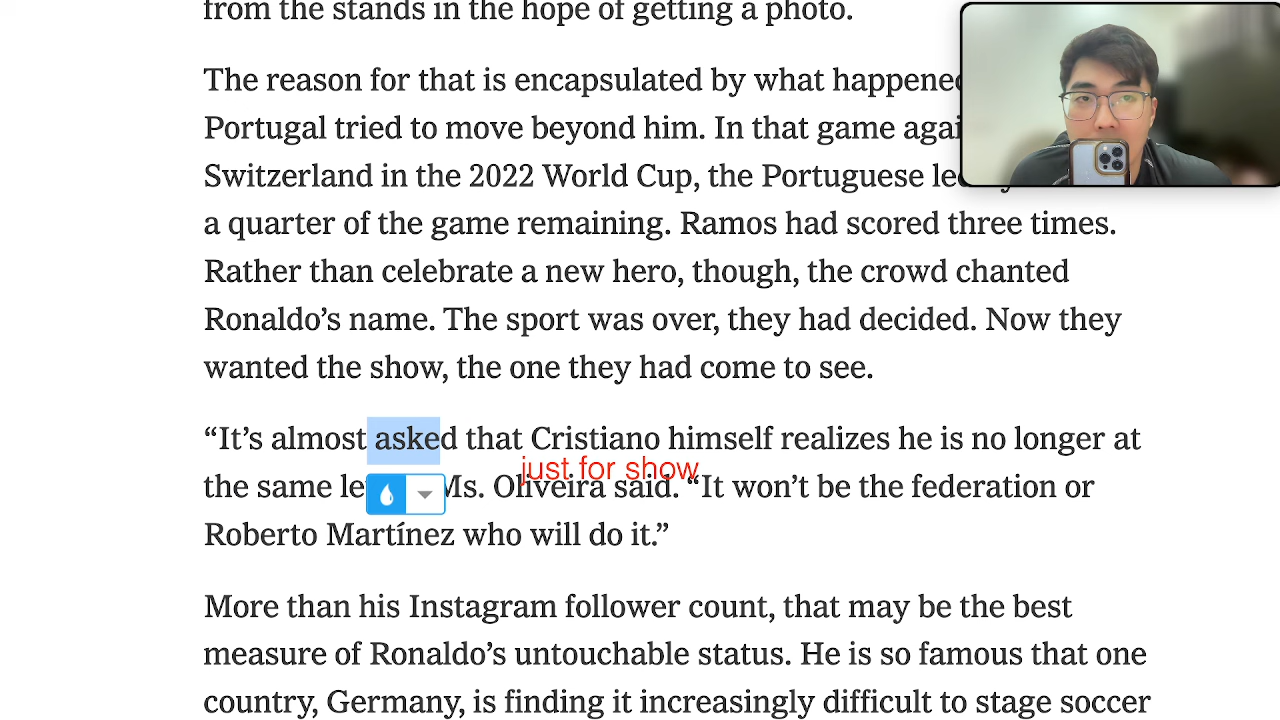 from the stands in the hope of getting a photo.
The reason for that is encapsulated by what happened
Portugal tried to move beyond him. In that game
Switzerland in the 2022 World Cup, the Portuguese
a quarter of the game remaining. Ramos had scored three times.
Rather than celebrate a new hero, though, the crowd chanted
Ronaldo’s name. The sport was over, they had decided. Now they
wanted the show, the one they had come to see.
“It’s almost asked that Cristiano himself realizes he is no longer at
just for show
the same Ms. Oliveira said. “It won’t be the federation or
Roberto Martínez who will do it.”
More than his Instagram follower count, that may be the best
measure of Ronaldo’s untouchable status. He is so famous that one
country, Germany, is finding it increasingly difficult to stage soccer